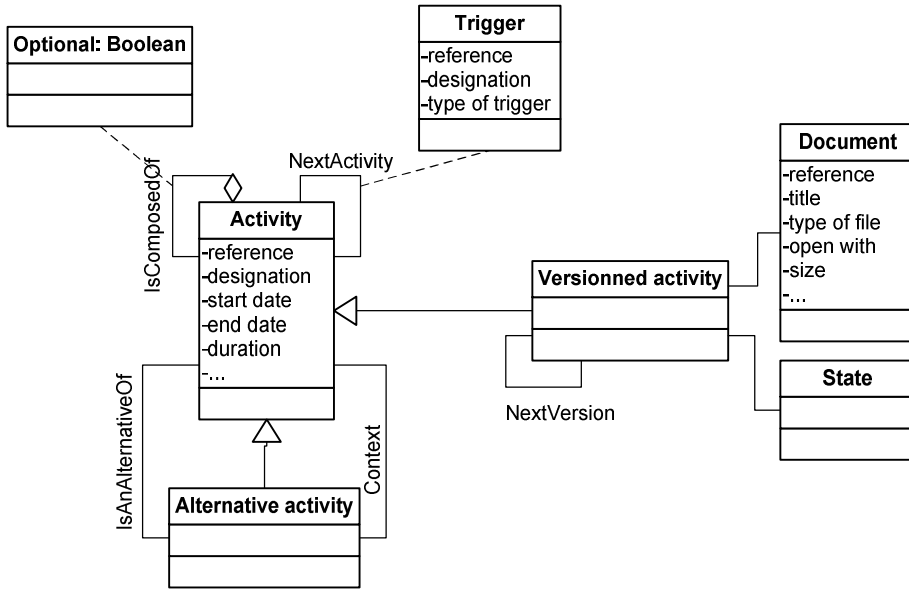 Optional: Boolean
Trigger
-reference
-designation
-type of trigger
NextActivity
IsComposedOf
Activity
-reference
-designation
-start date
-end date
-duration
-...
Document
-reference
-title
-type of file
-open with
-size
-...
Versionned activity
NextVersion
State
IsAnAlternativeOf
Context
Alternative activity